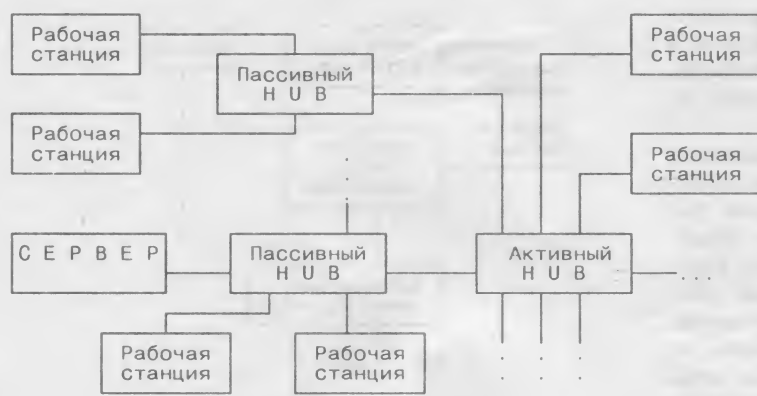 Рабочая
станция
Пассивный
H U B
Рабочая
станция
Рабочая
станция
Рабочая
станция
С Е Р В Е Р
Пассивный
H U B
Активный
H U B
Рабочая
станция
Рабочая
станция